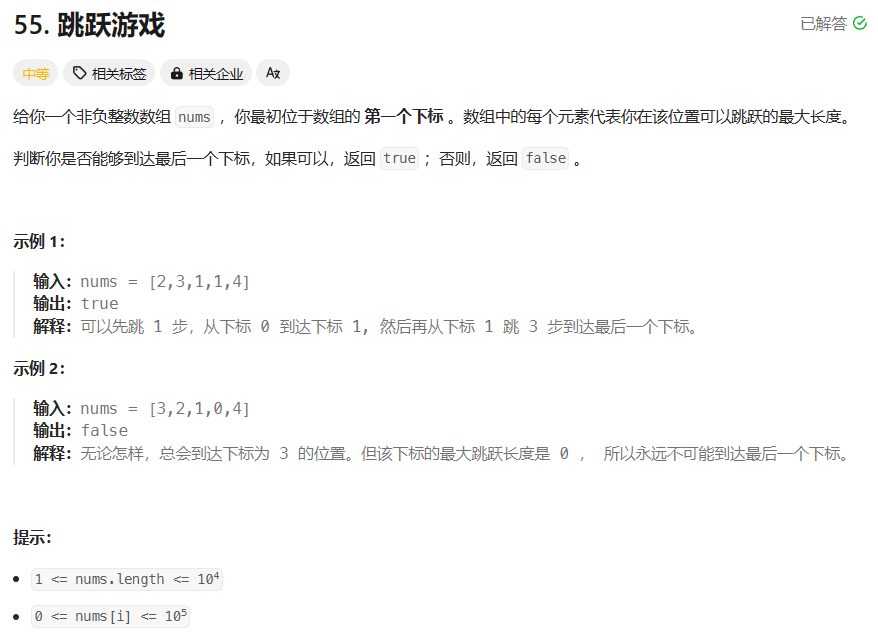 55. 跳跃游戏
已解答
中等 相关标签 相关企业 Ax
给你一个非负整数数组 nums ，你最初位于数组的 第一个下标 。数组中的每个元素代表你在该位置可以跳跃的最大长度。
判断你是否能够到达最后一个下标，如果可以，返回 true ；否则，返回 false 。
示例 1：
输入：nums = [2,3,1,1,4]
输出：true
解释：可以先跳 1 步，从下标 0 到达下标 1, 然后再从下标 1 跳 3 步到达最后一个下标。
示例 2：
输入：nums = [3,2,1,0,4]
输出：false
解释：无论怎样，总会到达下标为 3 的位置。但该下标的最大跳跃长度是 0 ， 所以永远不可能到达最后一个下标。
提示：
1 <= nums.length <= 10⁴
0 <= nums[i] <= 10⁵